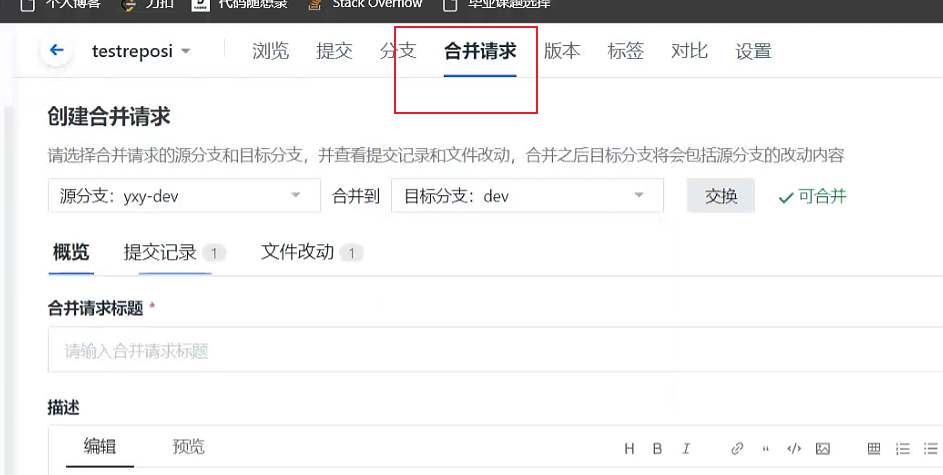 个人博客 力扣 代码随想录 Stack Overflow 毕业课题选择
testreposi 浏览 提交 分支 合并请求 版本 标签 对比 设置
创建合并请求
请选择合并请求的源分支和目标分支，并查看提交记录和文件改动，合并之后目标分支将会包括源分支的改动内容
源分支：yxy-dev 合并到 目标分支：dev 交换 可合并
概览 提交记录 1 文件改动 1
合并请求标题 *
请输入合并请求标题
描述
编辑 预览 H B I